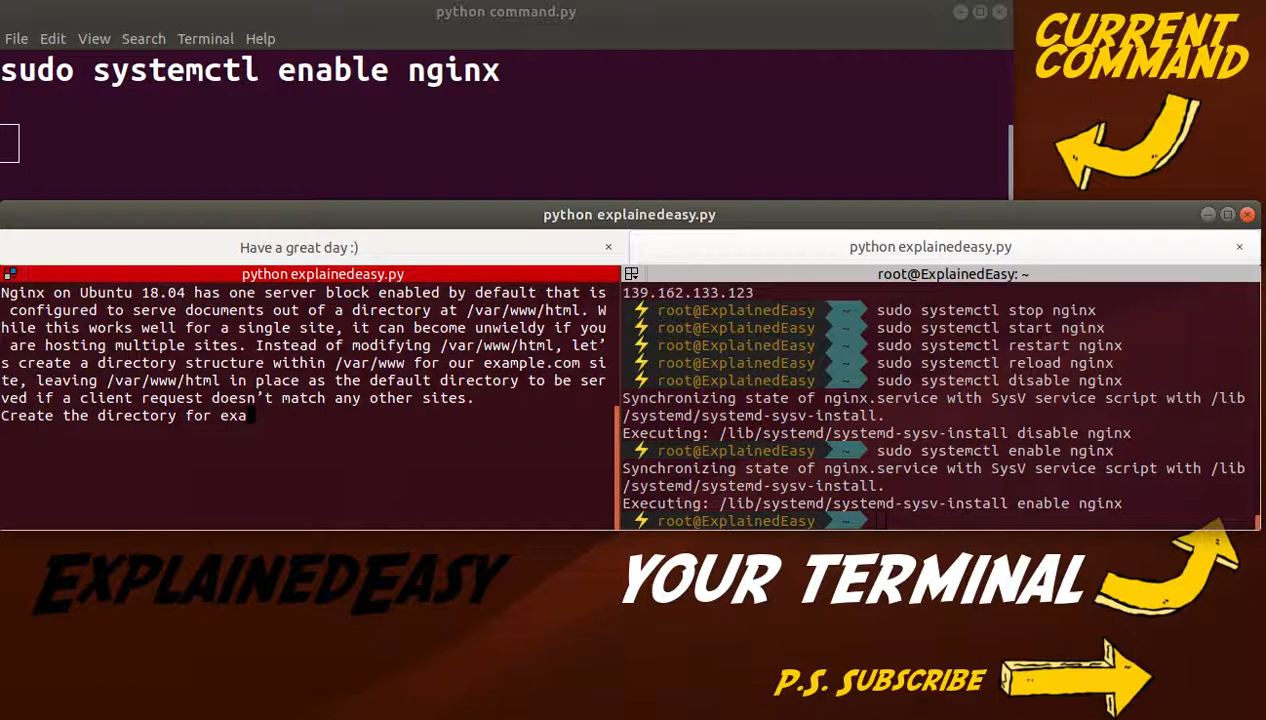 python command.py
File Edit View Search Terminal Help
sudo systemctl enable nginx
CURRENT
COMMAND
python explainedeasy.py
Have a great day :) ×
python explainedeasy.py ×
python explainedeasy.py
Nginx on Ubuntu 18.04 has one server block enabled by default that is
configured to serve documents out of a directory at /var/www/html. W
hile this works well for a single site, it can become unwieldy if you
are hosting multiple sites. Instead of modifying /var/www/html, let’
s create a directory structure within /var/www for our example.com si
te, leaving /var/www/html in place as the default directory to be ser
ved if a client request doesn’t match any other sites.
Create the directory for exa
root@ExplainedEasy: ~
139.162.133.123
root@ExplainedEasy ~ sudo systemctl stop nginx
root@ExplainedEasy ~ sudo systemctl start nginx
root@ExplainedEasy ~ sudo systemctl restart nginx
root@ExplainedEasy ~ sudo systemctl reload nginx
root@ExplainedEasy ~ sudo systemctl disable nginx
Synchronizing state of nginx.service with SysV service script with /lib
/systemd/systemd-sysv-install.
Executing: /lib/systemd/systemd-sysv-install disable nginx
root@ExplainedEasy ~ sudo systemctl enable nginx
Synchronizing state of nginx.service with SysV service script with /lib
/systemd/systemd-sysv-install.
Executing: /lib/systemd/systemd-sysv-install enable nginx
root@ExplainedEasy ~
EXPLAINEDEASY
YOUR TERMINAL
P.S. SUBSCRIBE